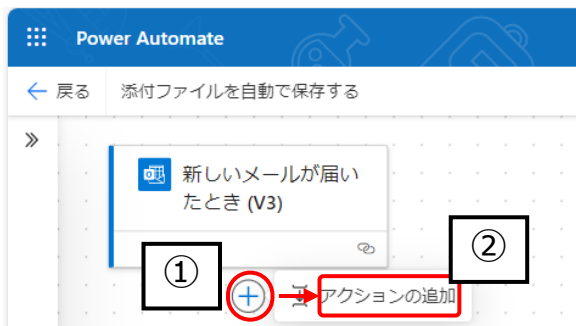 Power Automate
戻る 添付ファイルを自動で保存する
新しいメールが届い
たとき (V3)
① ②
アクションの追加